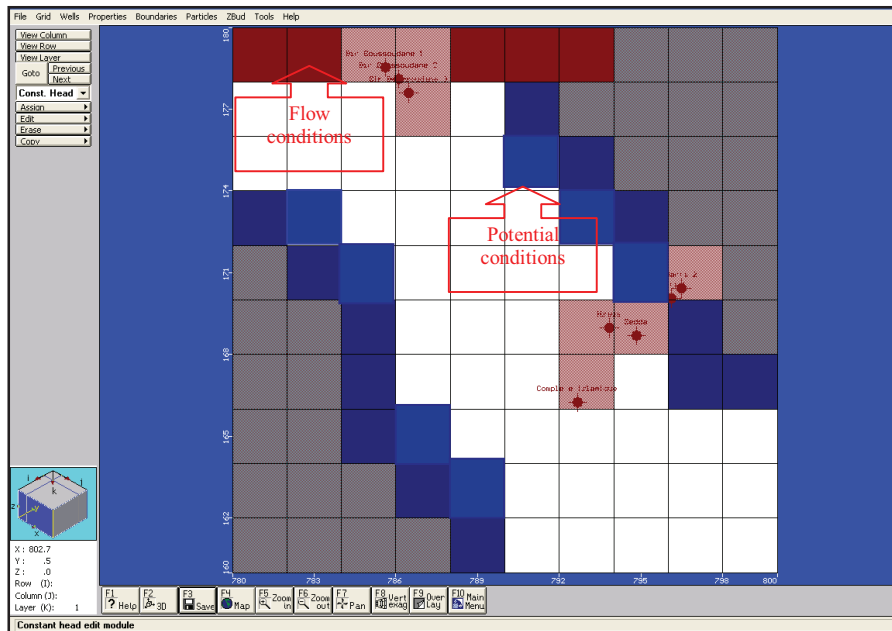 File Grid Wells Properties Boundaries Particles ZBud Tools Help
View Column
View Row
View Layer
Goto Previous
Next
Const. Head
Assign
Edit
Erase
Copy
180
177
174
171
168
165
162
160
780 783 786 789 792 795 798 800
Bir Goussoudane 1
Flow
conditions
Potential
conditions
Sedda
X : 802.7
Y : .5
Z : .0
Row (I):
Column (J):
Layer (K): 1
i j
k
z y
x
F1 ? Help
F2 3D
F3 Save
F4 Map
F5 Zoom in
F6 Zoom out
F7 Pan
F8 Vert exag
F9 Over Lay
F10 Main Menu
Constant head edit module